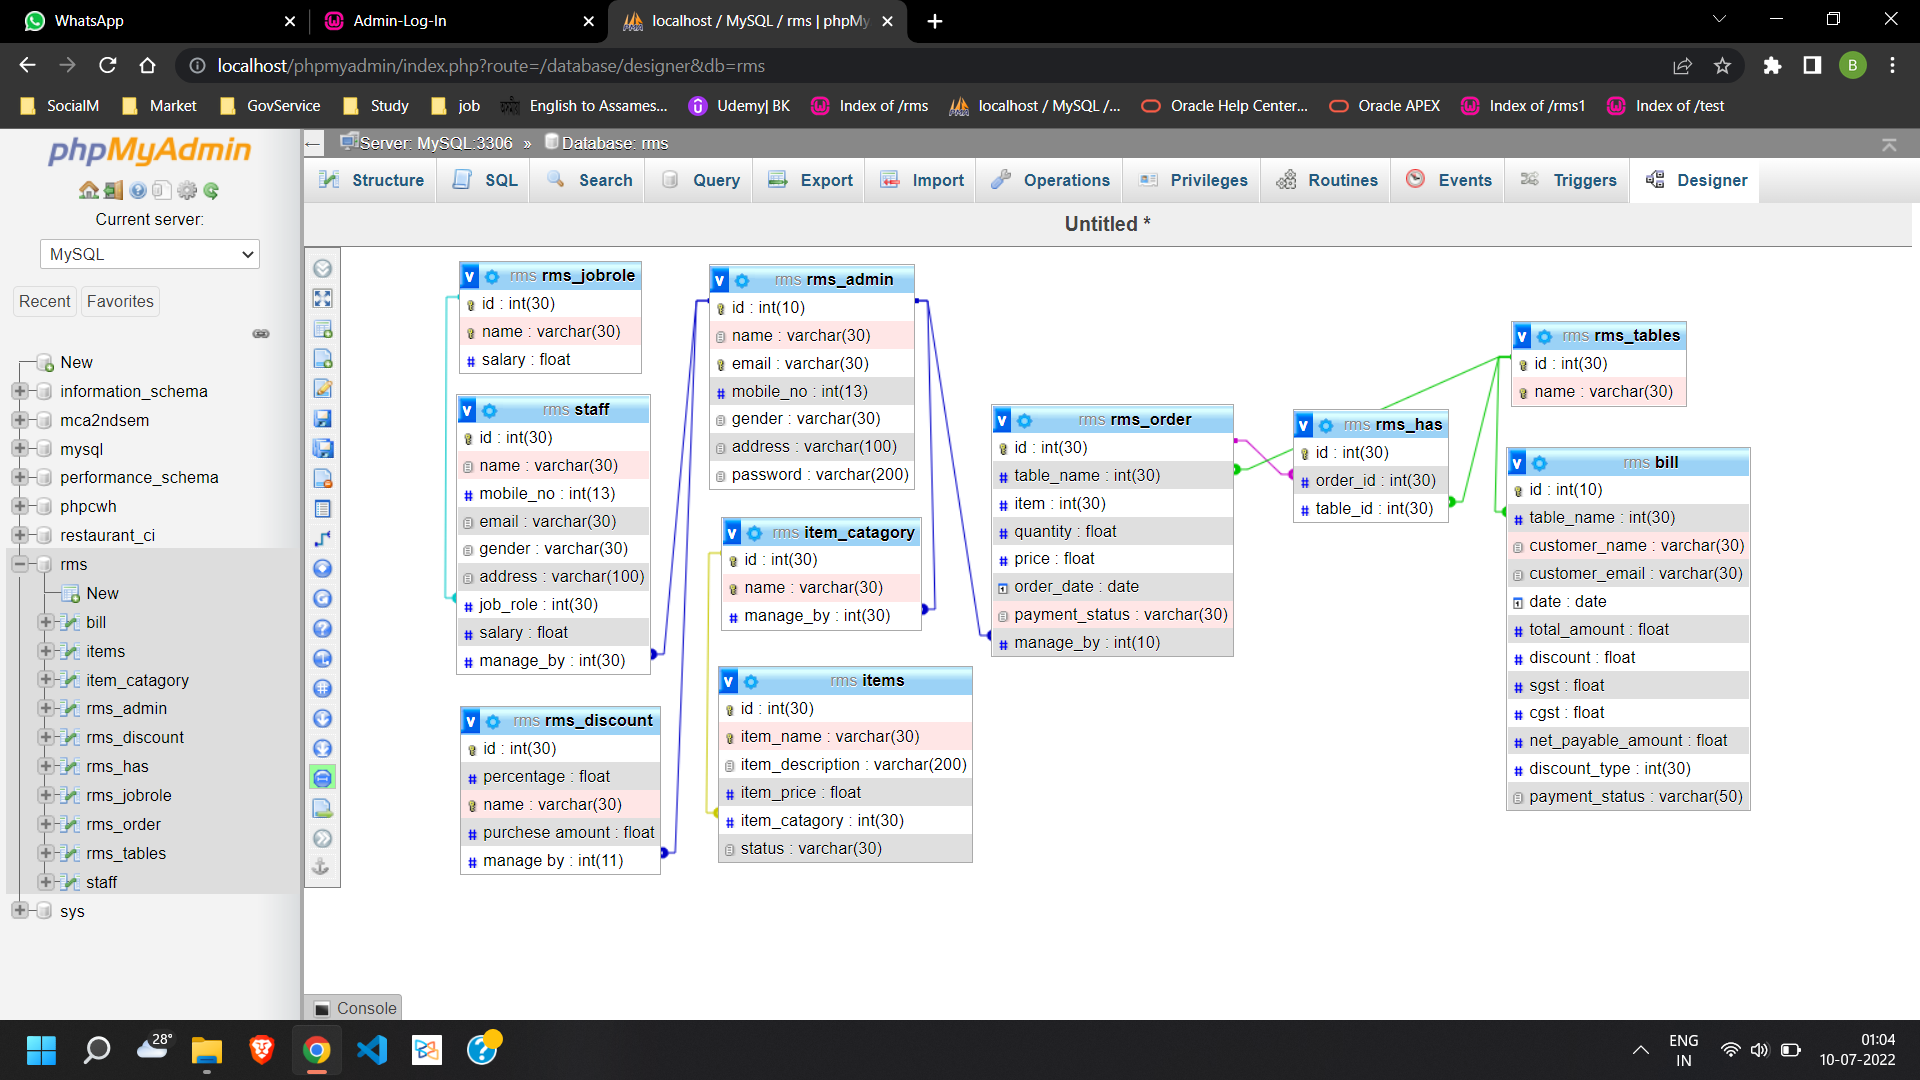 WhatsApp
Admin-Log-In
localhost / MySQL / rms | phpMy
localhost/phpmyadmin/index.php?route=/database/designer&db=rms
B
SocialM
Market
GovService
Study
job
English to Assames...
Udemy| BK
Index of /rms
localhost / MySQL /...
Oracle Help Center...
Oracle APEX
Index of /rms1
Index of /test
phpMyAdmin
Current server:
MySQL
Recent
Favorites
New
information_schema
mca2ndsem
mysql
performance_schema
phpcwh
restaurant_ci
rms
New
bill
items
item_catagory
rms_admin
rms_discount
rms_has
rms_jobrole
rms_order
rms_tables
staff
sys
Server: MySQL:3306 » Database: rms
Structure
SQL
Search
Query
Export
Import
Operations
Privileges
Routines
Events
Triggers
Designer
Untitled *
v rms rms_jobrole
id : int(30)
name : varchar(30)
# salary : float
v rms staff
id : int(30)
name : varchar(30)
# mobile_no : int(13)
email : varchar(30)
gender : varchar(30)
address : varchar(100)
# job_role : int(30)
# salary : float
# manage_by : int(30)
v rms rms_discount
id : int(30)
# percentage : float
name : varchar(30)
# purchese amount : float
# manage by : int(11)
v rms rms_admin
id : int(10)
name : varchar(30)
email : varchar(30)
# mobile_no : int(13)
gender : varchar(30)
address : varchar(100)
password : varchar(200)
v rms item_catagory
id : int(30)
name : varchar(30)
# manage_by : int(30)
v rms items
id : int(30)
item_name : varchar(30)
item_description : varchar(200)
# item_price : float
# item_catagory : int(30)
status : varchar(30)
v rms rms_order
id : int(30)
# table_name : int(30)
# item : int(30)
# quantity : float
# price : float
order_date : date
payment_status : varchar(30)
# manage_by : int(10)
v rms rms_has
id : int(30)
# order_id : int(30)
# table_id : int(30)
v rms rms_tables
id : int(30)
name : varchar(30)
v rms bill
id : int(10)
# table_name : int(30)
customer_name : varchar(30)
customer_email : varchar(30)
date : date
# total_amount : float
# discount : float
# sgst : float
# cgst : float
# net_payable_amount : float
# discount_type : int(30)
payment_status : varchar(50)
Console
28°
ENG
IN
01:04
10-07-2022